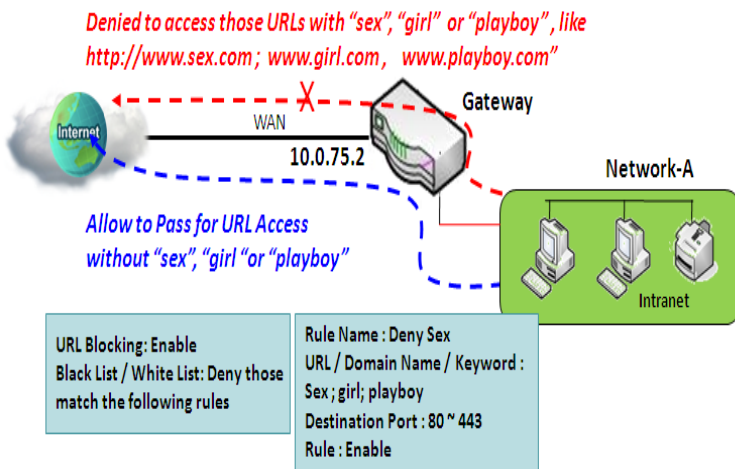 Denied to access those URLs with “sex”, “girl” or “playboy” , like
http://www.sex.com ; www.girl.com , www.playboy.com”
Gateway
Internet
WAN
10.0.75.2
Network-A
Allow to Pass for URL Access
without “sex”, “girl “or “playboy”
Intranet
URL Blocking: Enable
Black List / White List: Deny those
match the following rules
Rule Name : Deny Sex
URL / Domain Name / Keyword :
Sex ; girl; playboy
Destination Port : 80 ~ 443
Rule : Enable